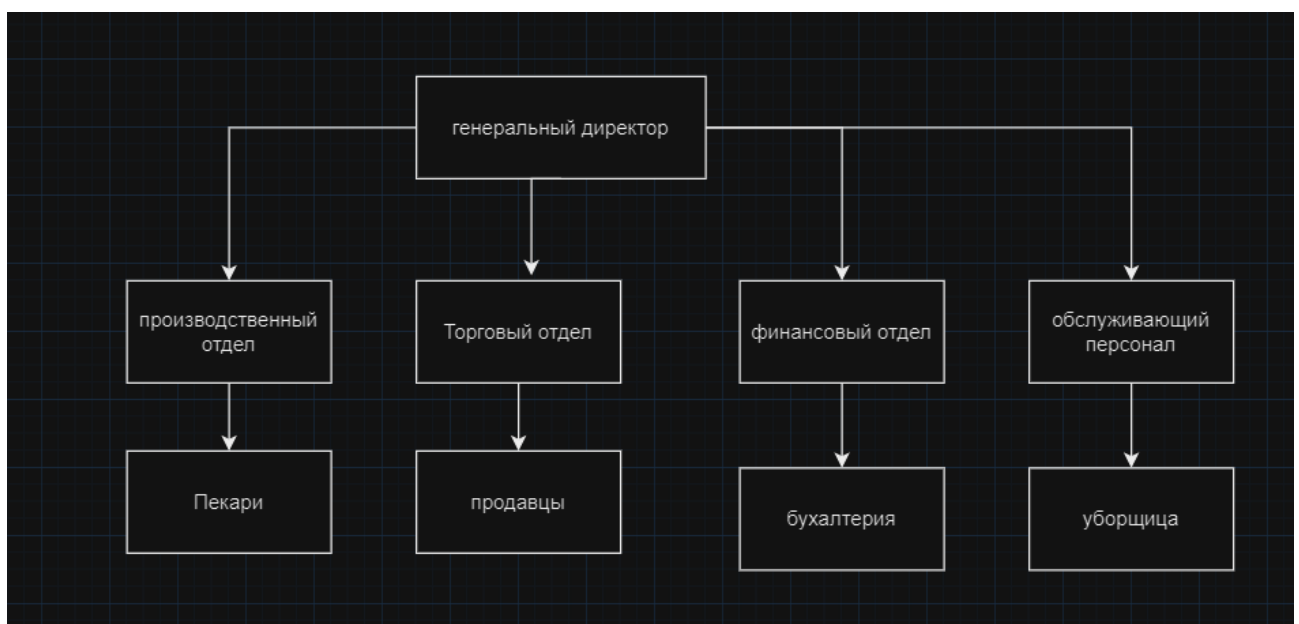 генеральный директор
производственный
отдел
Торговый отдел
финансовый отдел
обслуживающий
персонал
Пекари
продавцы
бухалтерия
уборщица